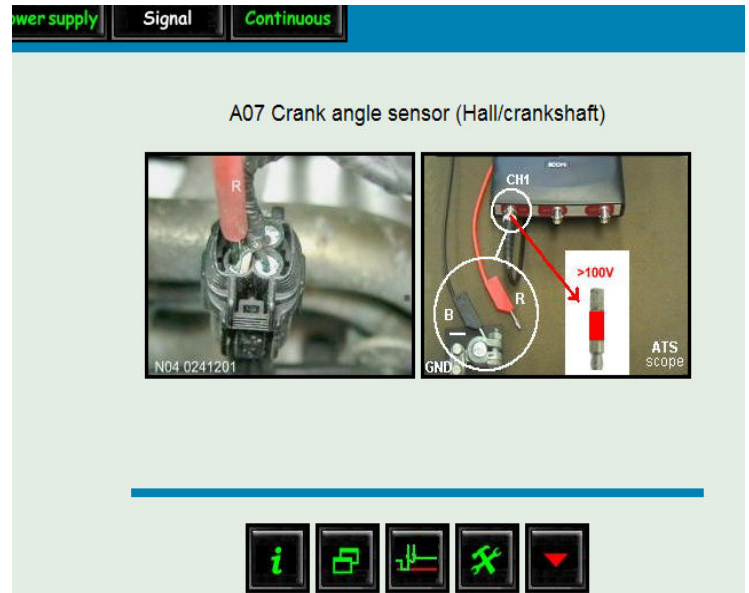 ower supply Signal Continuous
A07 Crank angle sensor (Hall/crankshaft)
R
N04 0241201
CH1
>100V
R
B
GND
ATS
scope
i